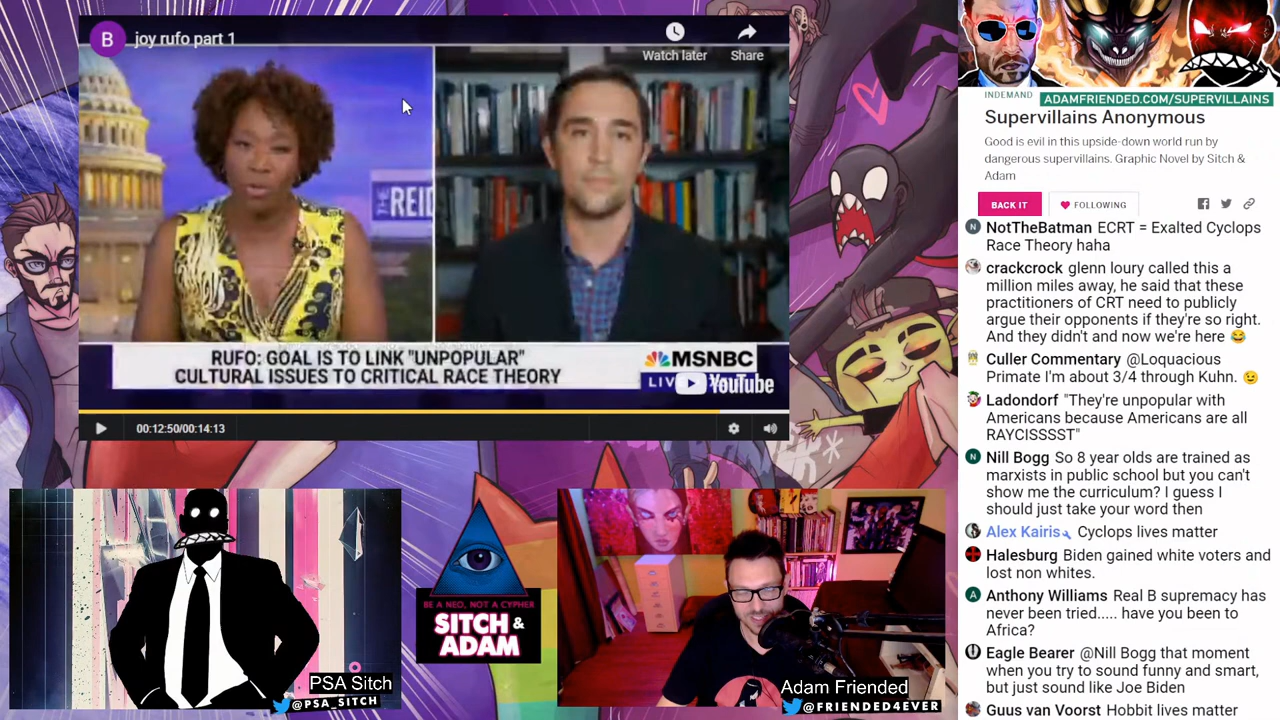 B
joy rufo part 1
Watch later
Share
THE REID
RUFO: GOAL IS TO LINK "UNPOPULAR"
CULTURAL ISSUES TO CRITICAL RACE THEORY
MSNBC
YouTube
00:12:50/00:14:13
INDEMAND
ADAMFRIENDED.COM/SUPERVILLAINS
Supervillains Anonymous
Good is evil in this upside-down world run by
dangerous supervillains. Graphic Novel by Sitch &
Adam
BACK IT
FOLLOWING
N NotTheBatman ECRT = Exalted Cyclops
Race Theory haha
crackcrock glenn loury called this a
million miles away, he said that these
practitioners of CRT need to publicly
argue their opponents if they're so right.
And they didn't and now we're here 😂
Culler Commentary @Loquacious
Primate I'm about 3/4 through Kuhn. 😉
Ladondorf "They're unpopular with
Americans because Americans are all
RAYCISSSST"
N Nill Bogg So 8 year olds are trained as
marxists in public school but you can't
show me the curriculum? I guess I
should just take your word then
Alex Kairis Cyclops lives matter
Halesburg Biden gained white voters and
lost non whites.
A Anthony Williams Real B supremacy has
never been tried..... have you been to
Africa?
Eagle Bearer @Nill Bogg that moment
when you try to sound funny and smart,
but just sound like Joe Biden
Guus van Voorst Hobbit lives matter
BE A NEO, NOT A CYPHER
SITCH &
ADAM
PSA Sitch
@PSA_SITCH
Adam Friended
@FRIENDED4EVER